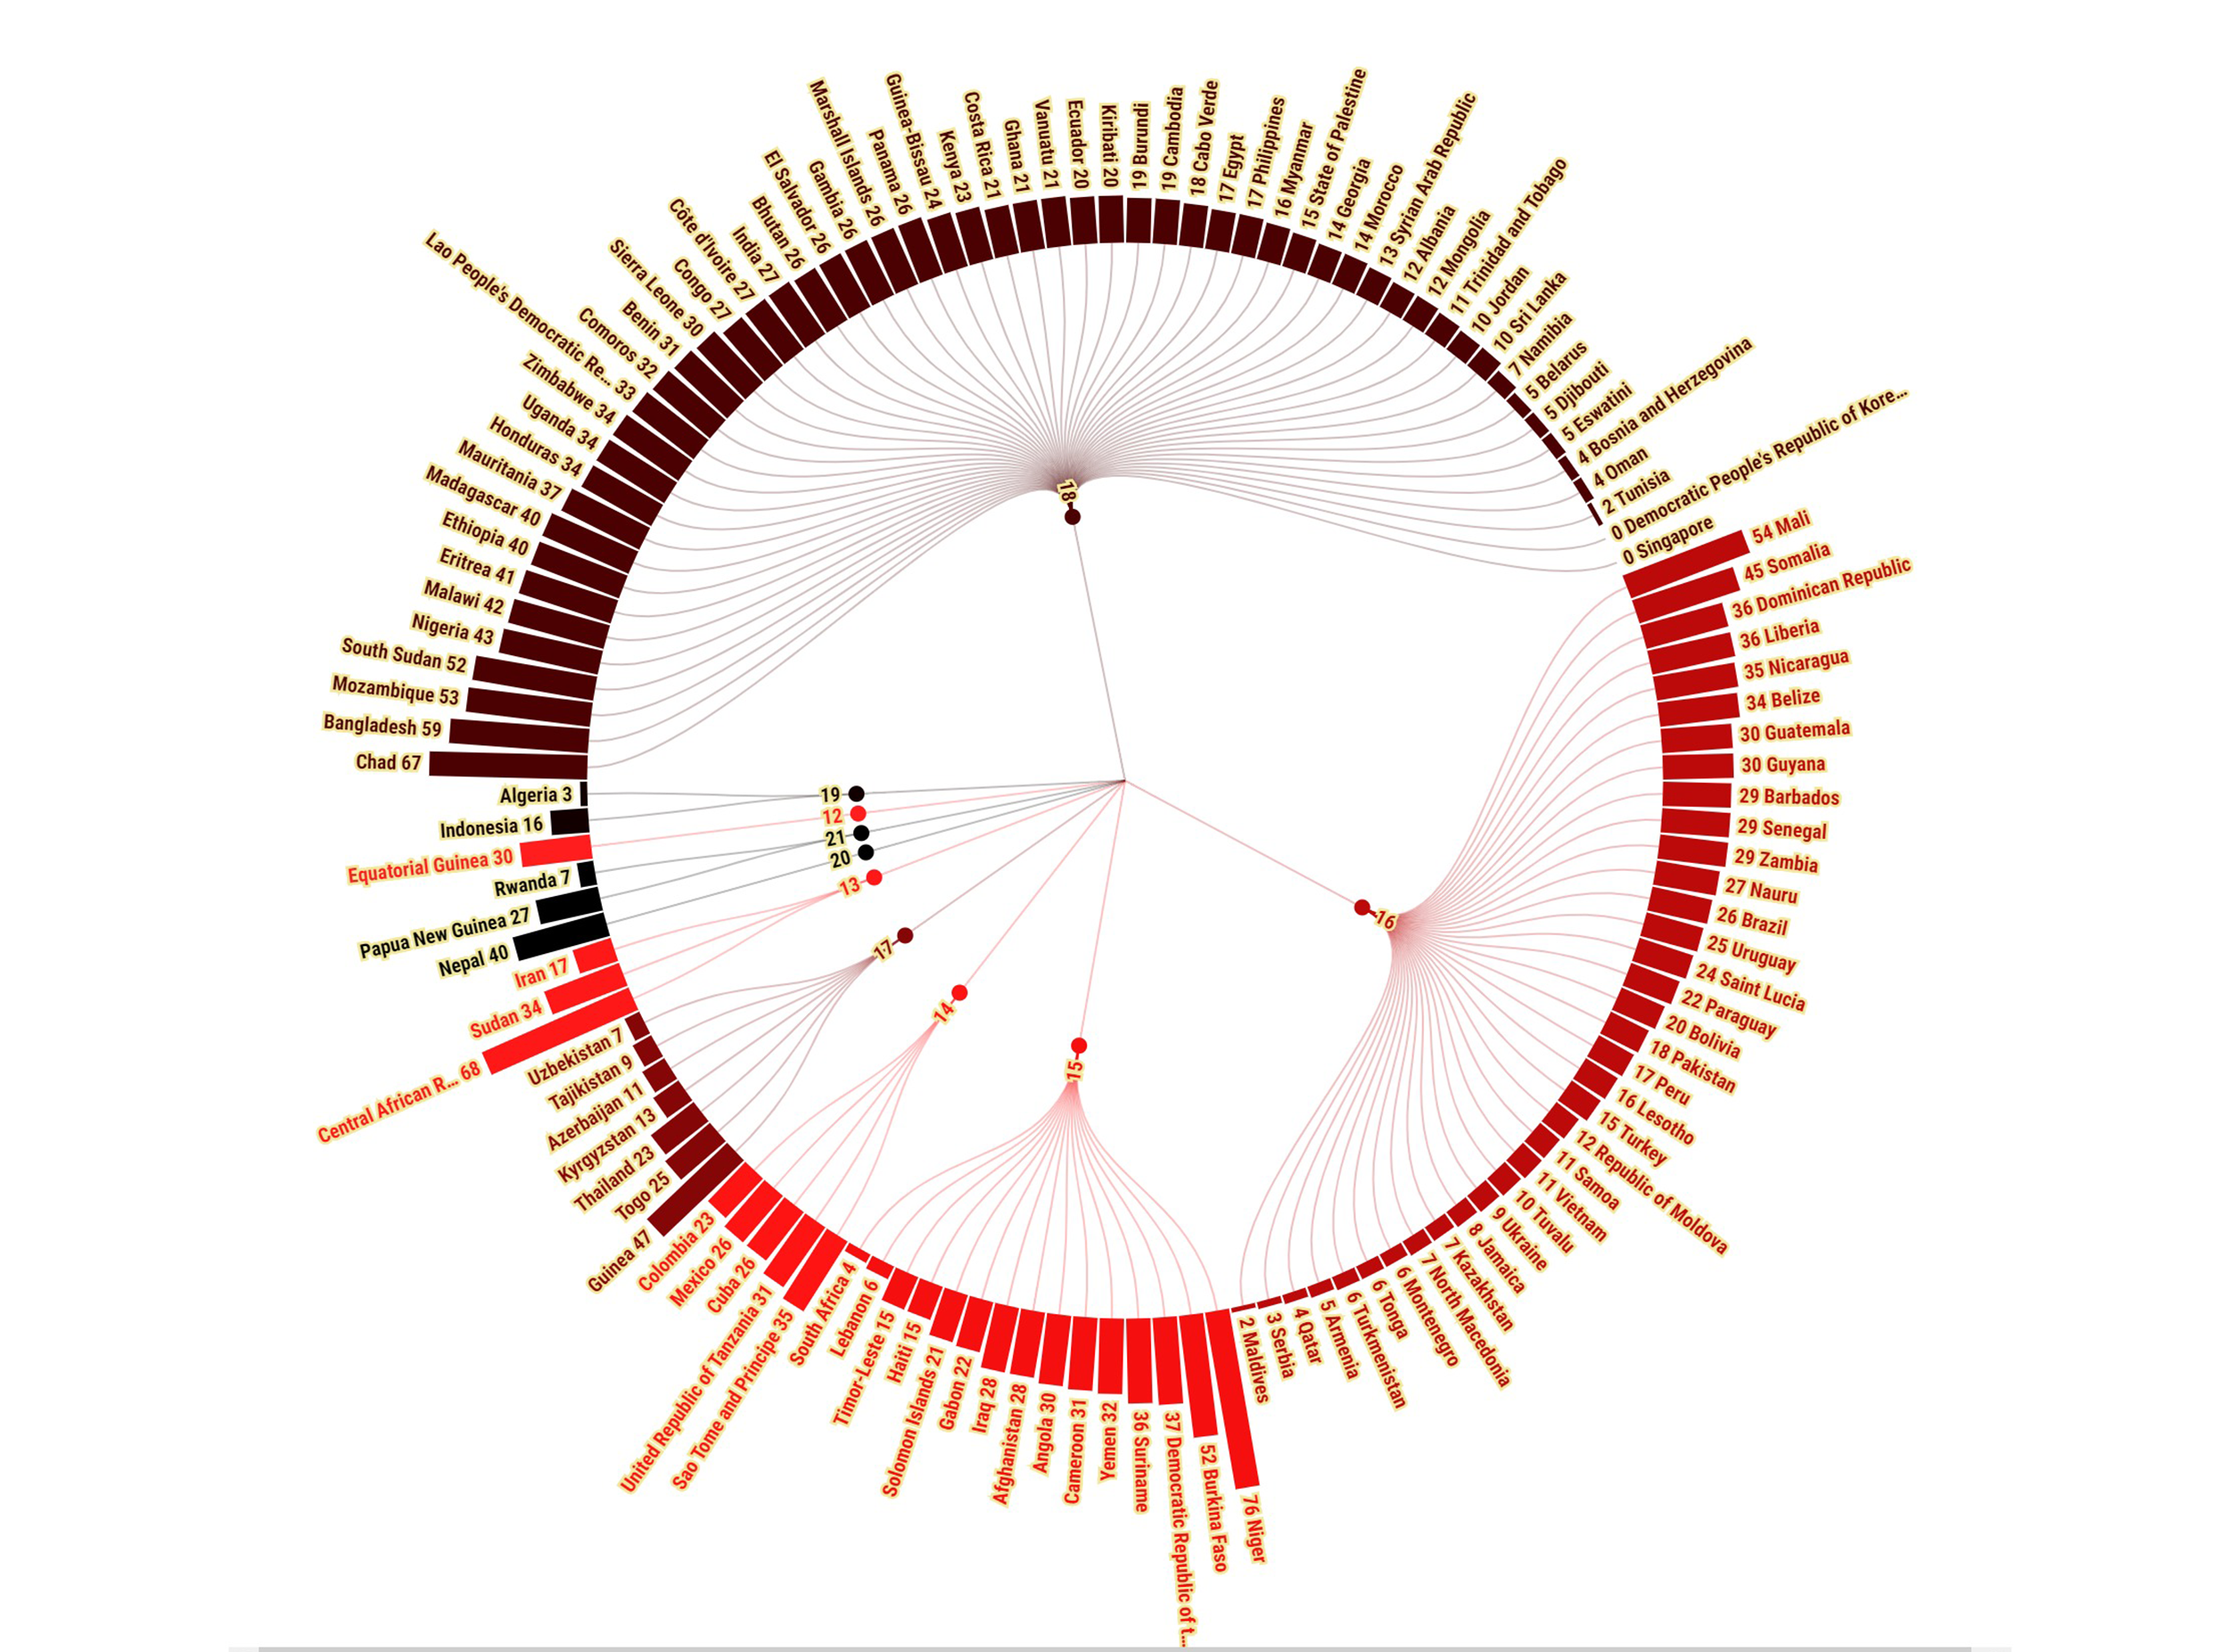 18
Chad 67
Bangladesh 59
Mozambique 53
South Sudan 52
Nigeria 43
Malawi 42
Eritrea 41
Ethiopia 40
Madagascar 40
Mauritania 37
Honduras 34
Uganda 34
Zimbabwe 34
Lao People's Democratic Re... 33
Comoros 32
Benin 31
Sierra Leone 30
Congo 27
Côte d'Ivoire 27
India 27
Bhutan 26
El Salvador 26
Gambia 26
Marshall Islands 26
Panama 26
Guinea-Bissau 24
Kenya 23
Costa Rica 21
Ghana 21
Vanuatu 21
Ecuador 20
Kiribati 20
19 Burundi
19 Cambodia
18 Cabo Verde
17 Egypt
17 Philippines
16 Myanmar
15 State of Palestine
14 Georgia
14 Morocco
13 Syrian Arab Republic
12 Albania
12 Mongolia
11 Trinidad and Tobago
10 Jordan
10 Sri Lanka
7 Namibia
5 Belarus
5 Djibouti
5 Eswatini
4 Bosnia and Herzegovina
4 Oman
2 Tunisia
0 Democratic People's Republic of Kore...
0 Singapore
16
54 Mali
45 Somalia
36 Dominican Republic
36 Liberia
35 Nicaragua
34 Belize
30 Guatemala
30 Guyana
29 Barbados
29 Senegal
29 Zambia
27 Nauru
26 Brazil
25 Uruguay
24 Saint Lucia
22 Paraguay
20 Bolivia
18 Pakistan
17 Peru
16 Lesotho
15 Turkey
12 Republic of Moldova
11 Samoa
11 Vietnam
10 Tuvalu
9 Ukraine
8 Jamaica
7 Kazakhstan
7 North Macedonia
6 Montenegro
6 Tonga
6 Turkmenistan
5 Armenia
4 Qatar
3 Serbia
2 Maldives
15
76 Niger
52 Burkina Faso
37 Democratic Republic of t...
36 Suriname
Yemen 32
Cameroon 31
Angola 30
Afghanistan 28
Iraq 28
Gabon 22
Solomon Islands 21
Haiti 15
Timor-Leste 15
Lebanon 6
South Africa 4
14
Sao Tome and Principe 35
United Republic of Tanzania 31
Cuba 26
Mexico 26
Colombia 23
17
Guinea 47
Togo 25
Thailand 23
Kyrgyzstan 13
Azerbaijan 11
Tajikistan 9
Uzbekistan 7
13
Central African R... 68
Sudan 34
Iran 17
20
Nepal 40
21
Papua New Guinea 27
Rwanda 7
12
Equatorial Guinea 30
19
Indonesia 16
Algeria 3